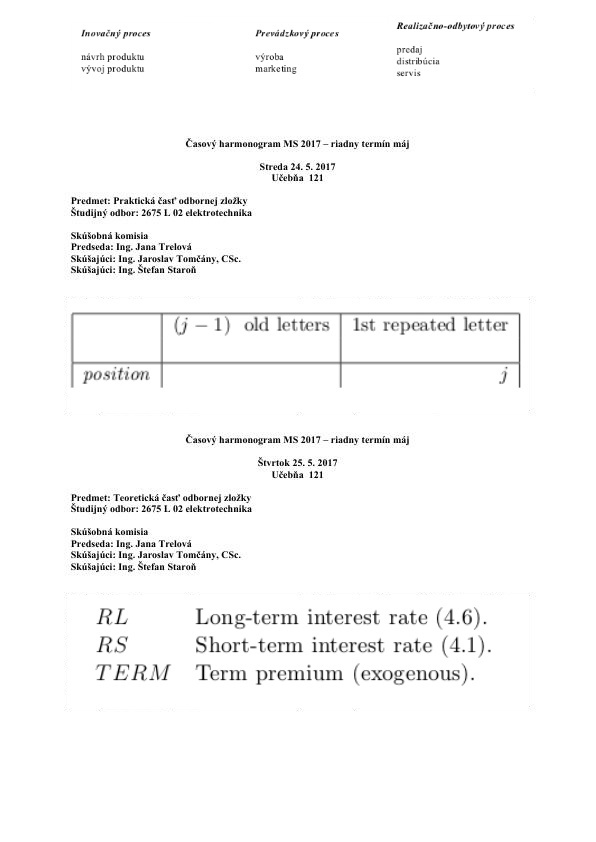 Inovačný proces
návrh produktu
vývoj produktu
Prevádzkový proces
výroba
marketing
Realizačno-odbytový proces
predaj
distribúcia
servis
Časový harmonogram MS 2017 – riadny termín máj
Streda 24. 5. 2017
Učebňa 121
Predmet: Praktická časť odbornej zložky
Študijný odbor: 2675 L 02 elektrotechnika
Skúšobná komisia
Predseda: Ing. Jana Trelová
Skúšajúci: Ing. Jaroslav Tomčány, CSc.
Skúšajúci: Ing. Štefan Staroň
(j − 1) old letters 1st repeated letter
position j
Časový harmonogram MS 2017 – riadny termín máj
Štvrtok 25. 5. 2017
Učebňa 121
Predmet: Teoretická časť odbornej zložky
Študijný odbor: 2675 L 02 elektrotechnika
Skúšobná komisia
Predseda: Ing. Jana Trelová
Skúšajúci: Ing. Jaroslav Tomčány, CSc.
Skúšajúci: Ing. Štefan Staroň
RL Long-term interest rate (4.6).
RS Short-term interest rate (4.1).
TERM Term premium (exogenous).